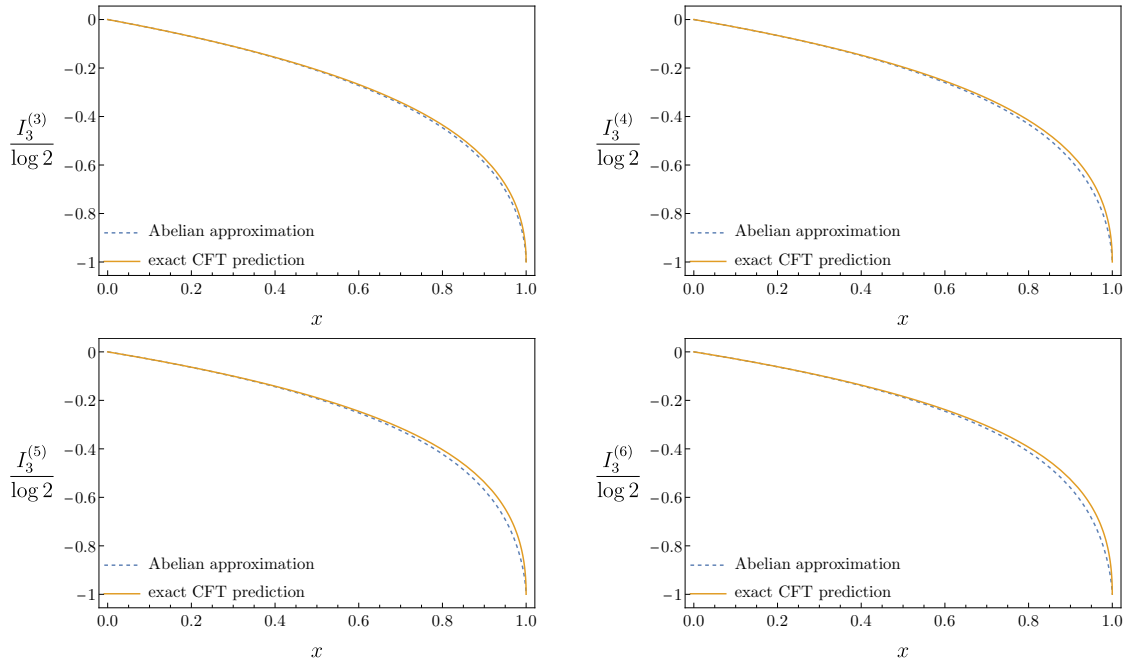 0
−0.2
−0.4
−0.6
−0.8
−1
I_3^{(3)}
log 2
Abelian approximation
exact CFT prediction
0.0 0.2 0.4 0.6 0.8 1.0
x
0
−0.2
−0.4
−0.6
−0.8
−1
I_3^{(4)}
log 2
Abelian approximation
exact CFT prediction
0.0 0.2 0.4 0.6 0.8 1.0
x
0
−0.2
−0.4
−0.6
−0.8
−1
I_3^{(5)}
log 2
Abelian approximation
exact CFT prediction
0.0 0.2 0.4 0.6 0.8 1.0
x
0
−0.2
−0.4
−0.6
−0.8
−1
I_3^{(6)}
log 2
Abelian approximation
exact CFT prediction
0.0 0.2 0.4 0.6 0.8 1.0
x